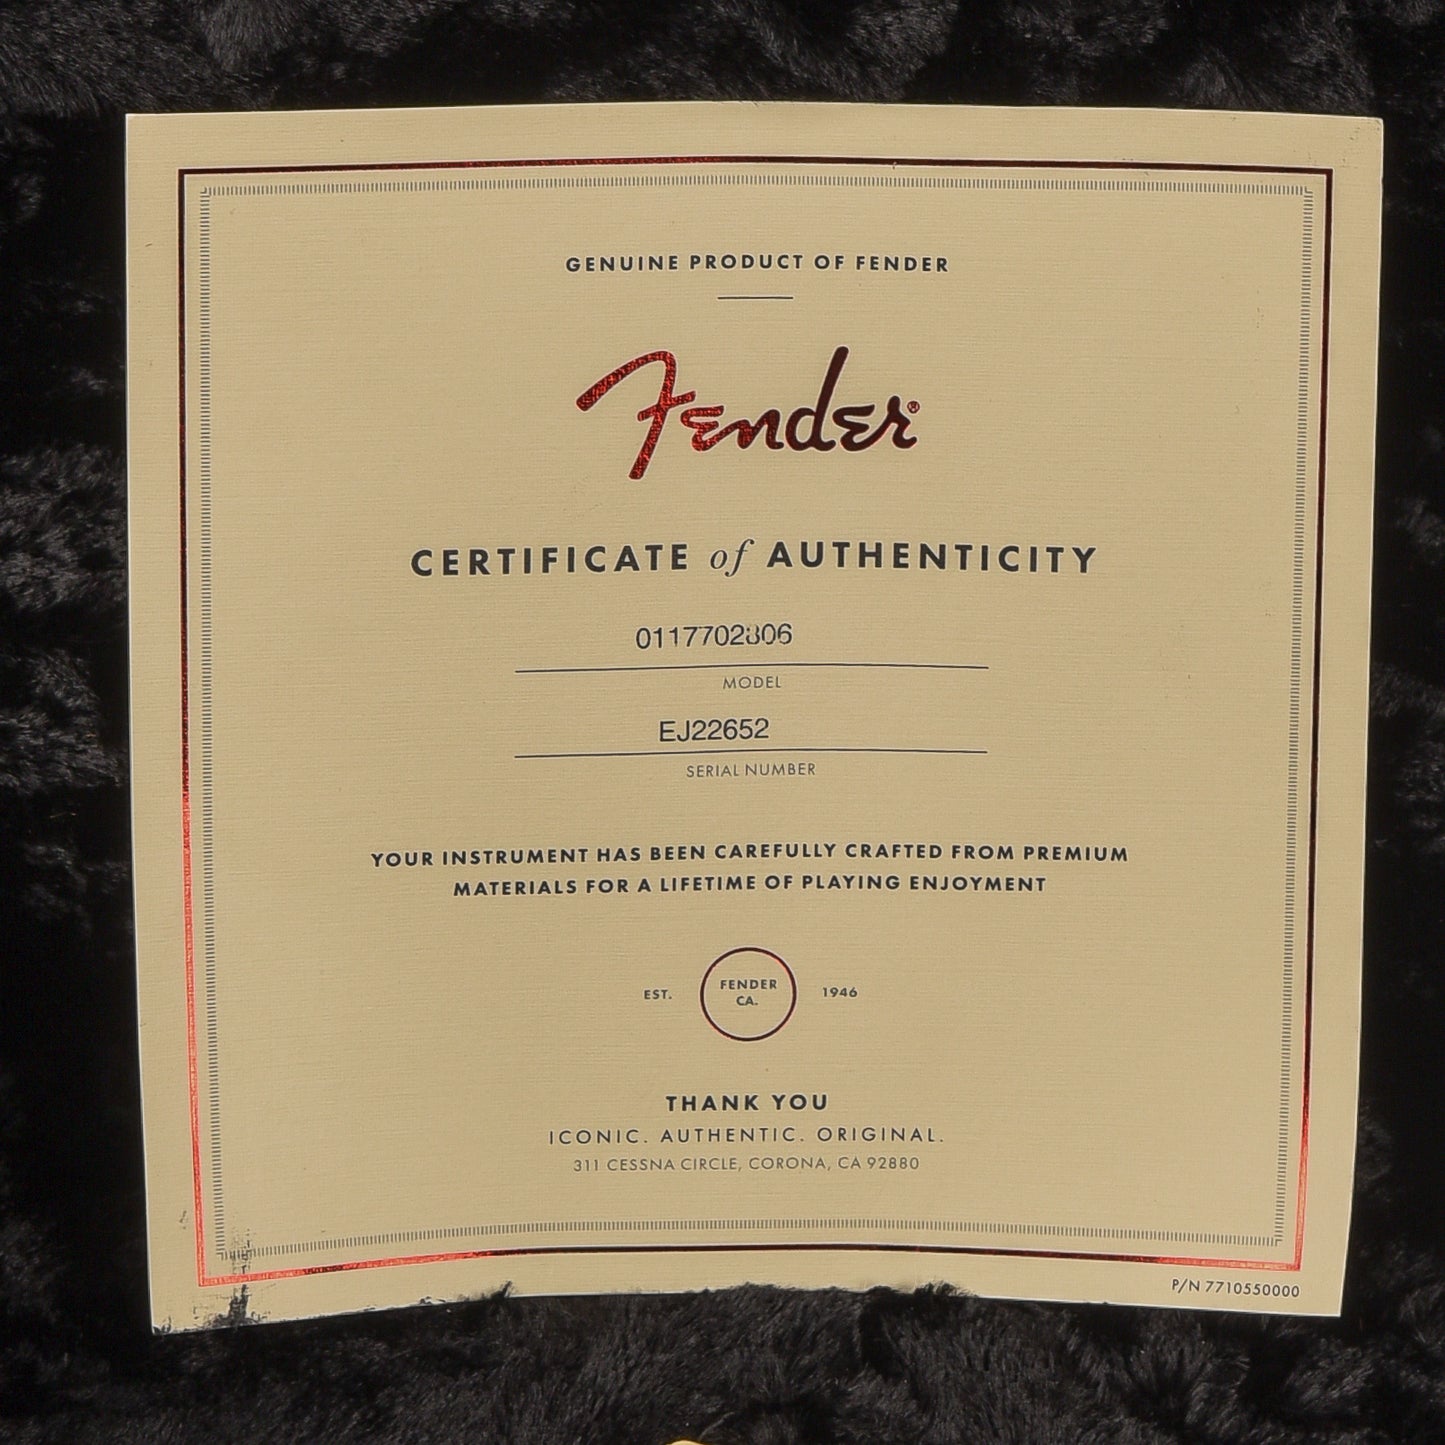 GENUINE PRODUCT OF FENDER
Fender®
CERTIFICATE of AUTHENTICITY
0117702806
MODEL
EJ22652
SERIAL NUMBER
YOUR INSTRUMENT HAS BEEN CAREFULLY CRAFTED FROM PREMIUM
MATERIALS FOR A LIFETIME OF PLAYING ENJOYMENT
EST. FENDER CA. 1946
THANK YOU
ICONIC. AUTHENTIC. ORIGINAL.
311 CESSNA CIRCLE, CORONA, CA 92880
P/N 7710550000